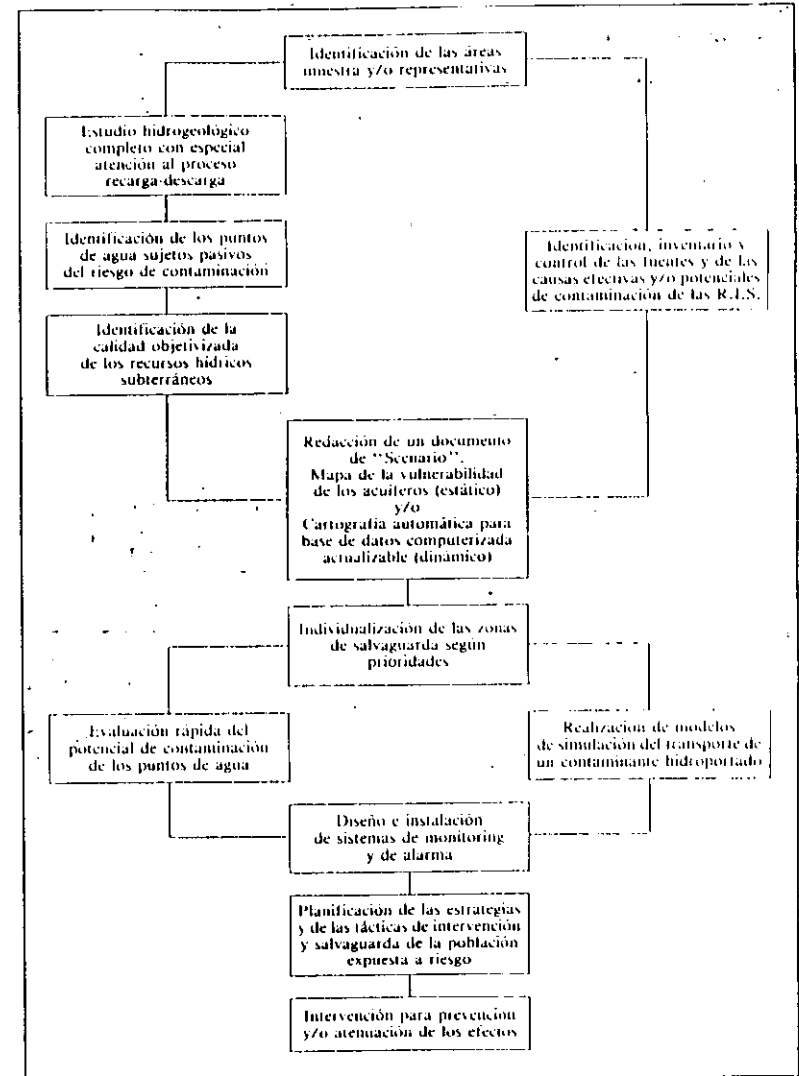 Identificación de las áreas
muestra y/o representativas
Estudio hidrogeológico
completo con especial
atención al proceso
recarga-descarga
Identificación de los puntos
de agua sujetos pasivos
del riesgo de contaminación
Identificación de la
calidad objetivizada
de los recursos hídricos
subterráneos
Identificación, inventario y
control de las fuentes y de las
causas efectivas y/o potenciales
de contaminación de las R.I.S.
Redacción de un documento
de "Scenario".
Mapa de la vulnerabilidad
de los acuíferos (estático)
y/o
Cartografía automática para
base de datos computerizada
actualizable (dinámico)
Individualización de las zonas
de salvaguarda según
prioridades
Evaluación rápida del
potencial de contaminación
de los puntos de agua
Realización de modelos
de simulación del transporte de
un contaminante hidroportado
Diseño e instalación
de sistemas de monitoring
y de alarma
Planificación de las estrategias
y de las tácticas de intervención
y salvaguarda de la población
expuesta a riesgo
Intervención para prevención
y/o atenuación de los efectos